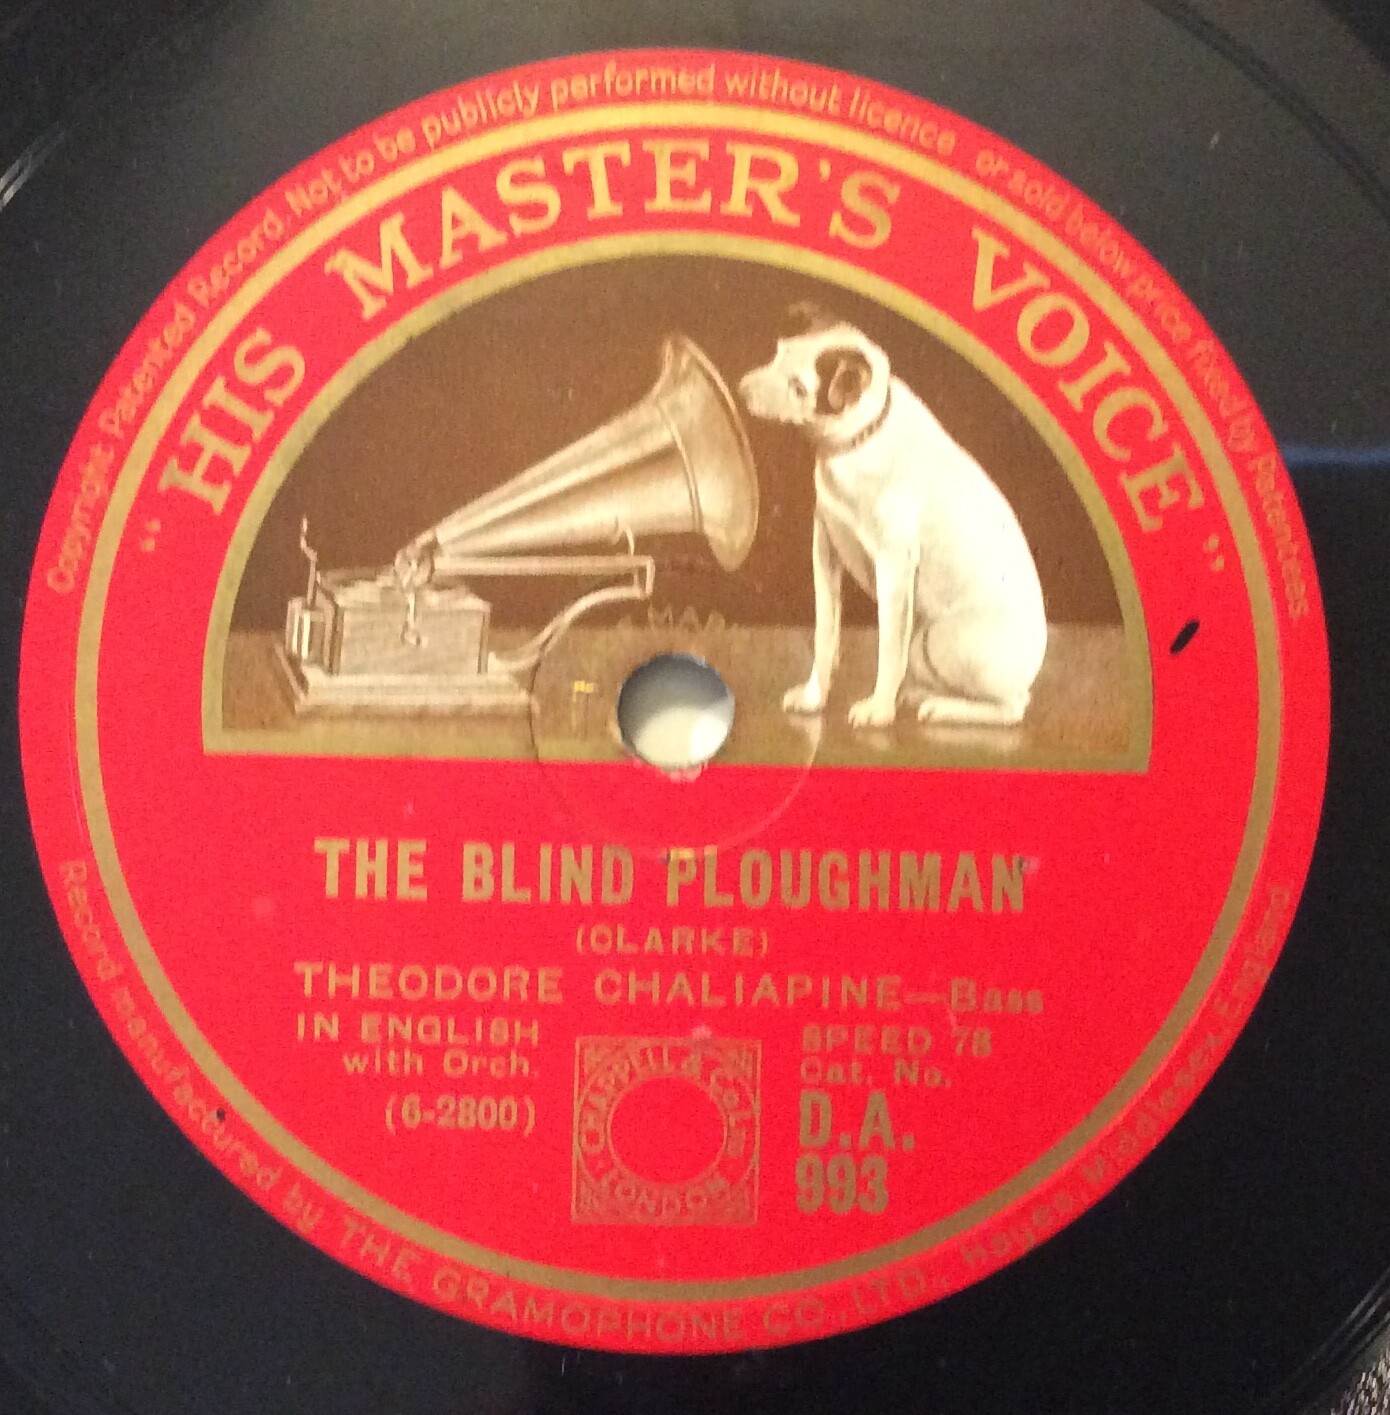 Copyright. Patented Record. Not to be publicly performed without licence or sold below price fixed by Patentees
"HIS MASTER'S VOICE"
THE BLIND PLOUGHMAN
(CLARKE)
THEODORE CHALIAPINE—Bass
IN ENGLISH
with Orch.
(6-2800)
CHAPPELL & Co. LTD
LONDON
SPEED 78
Cat. No.
D.A.
993
Record manufactured by THE GRAMOPHONE CO., LTD., Hayes, Middlesex, England